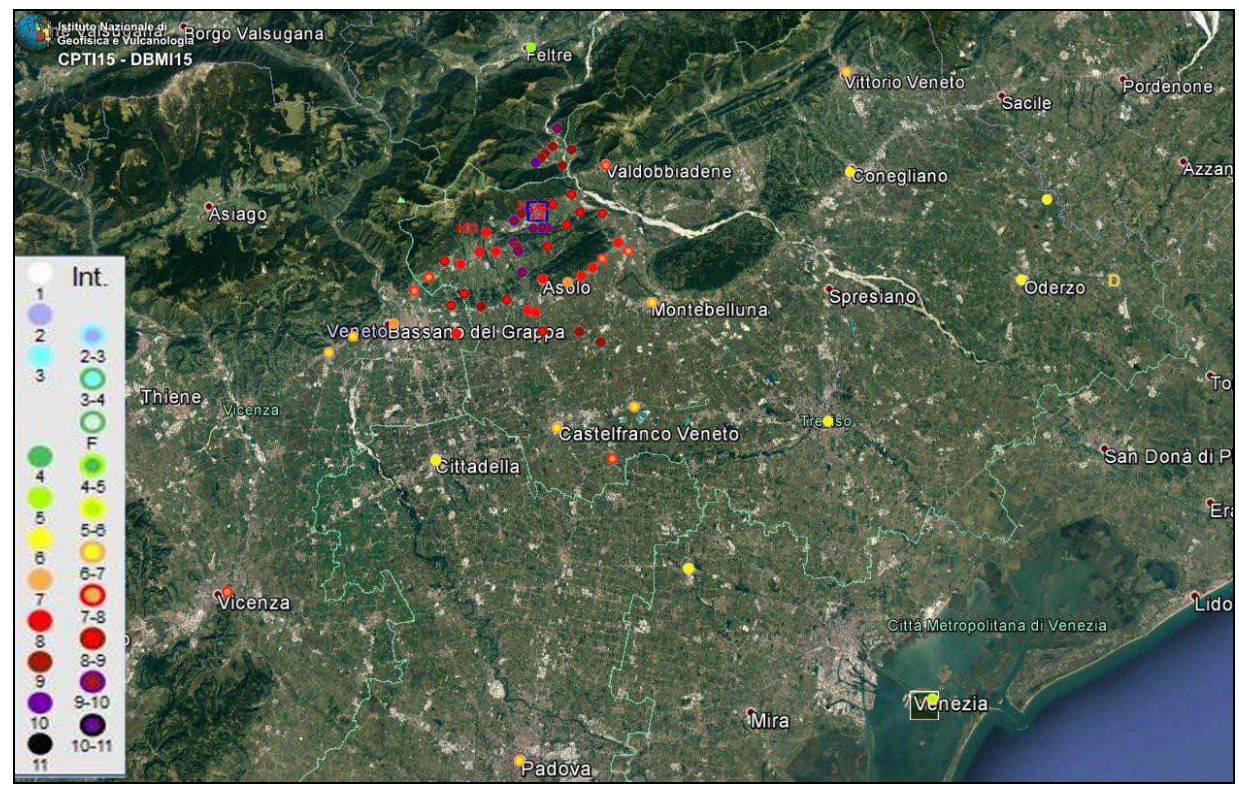 Istituto Nazionale di
Geofisica e Vulcanologia
CPTI15 - DBMI15
Borgo Valsugana
Feltre
Vittorio Veneto
Pordenone
Sacile
Valdobbiadene
Conegliano
Azzan
Asiago
HD
Asolo
Oderzo
D
Spresiano
Montebelluna
Veneto
Bassano del Grappa
Thiene
Vicenza
To
Castelfranco Veneto
Treviso
Cittadella
San Donà di P
Era
Vicenza
Lido
Città Metropolitana di Venezia
Venezia
Mira
Padova
Int.
1
2
2-3
3
3-4
F
4
4-5
5
5-6
6
6-7
7
7-8
8
8-9
9
9-10
10
10-11
11